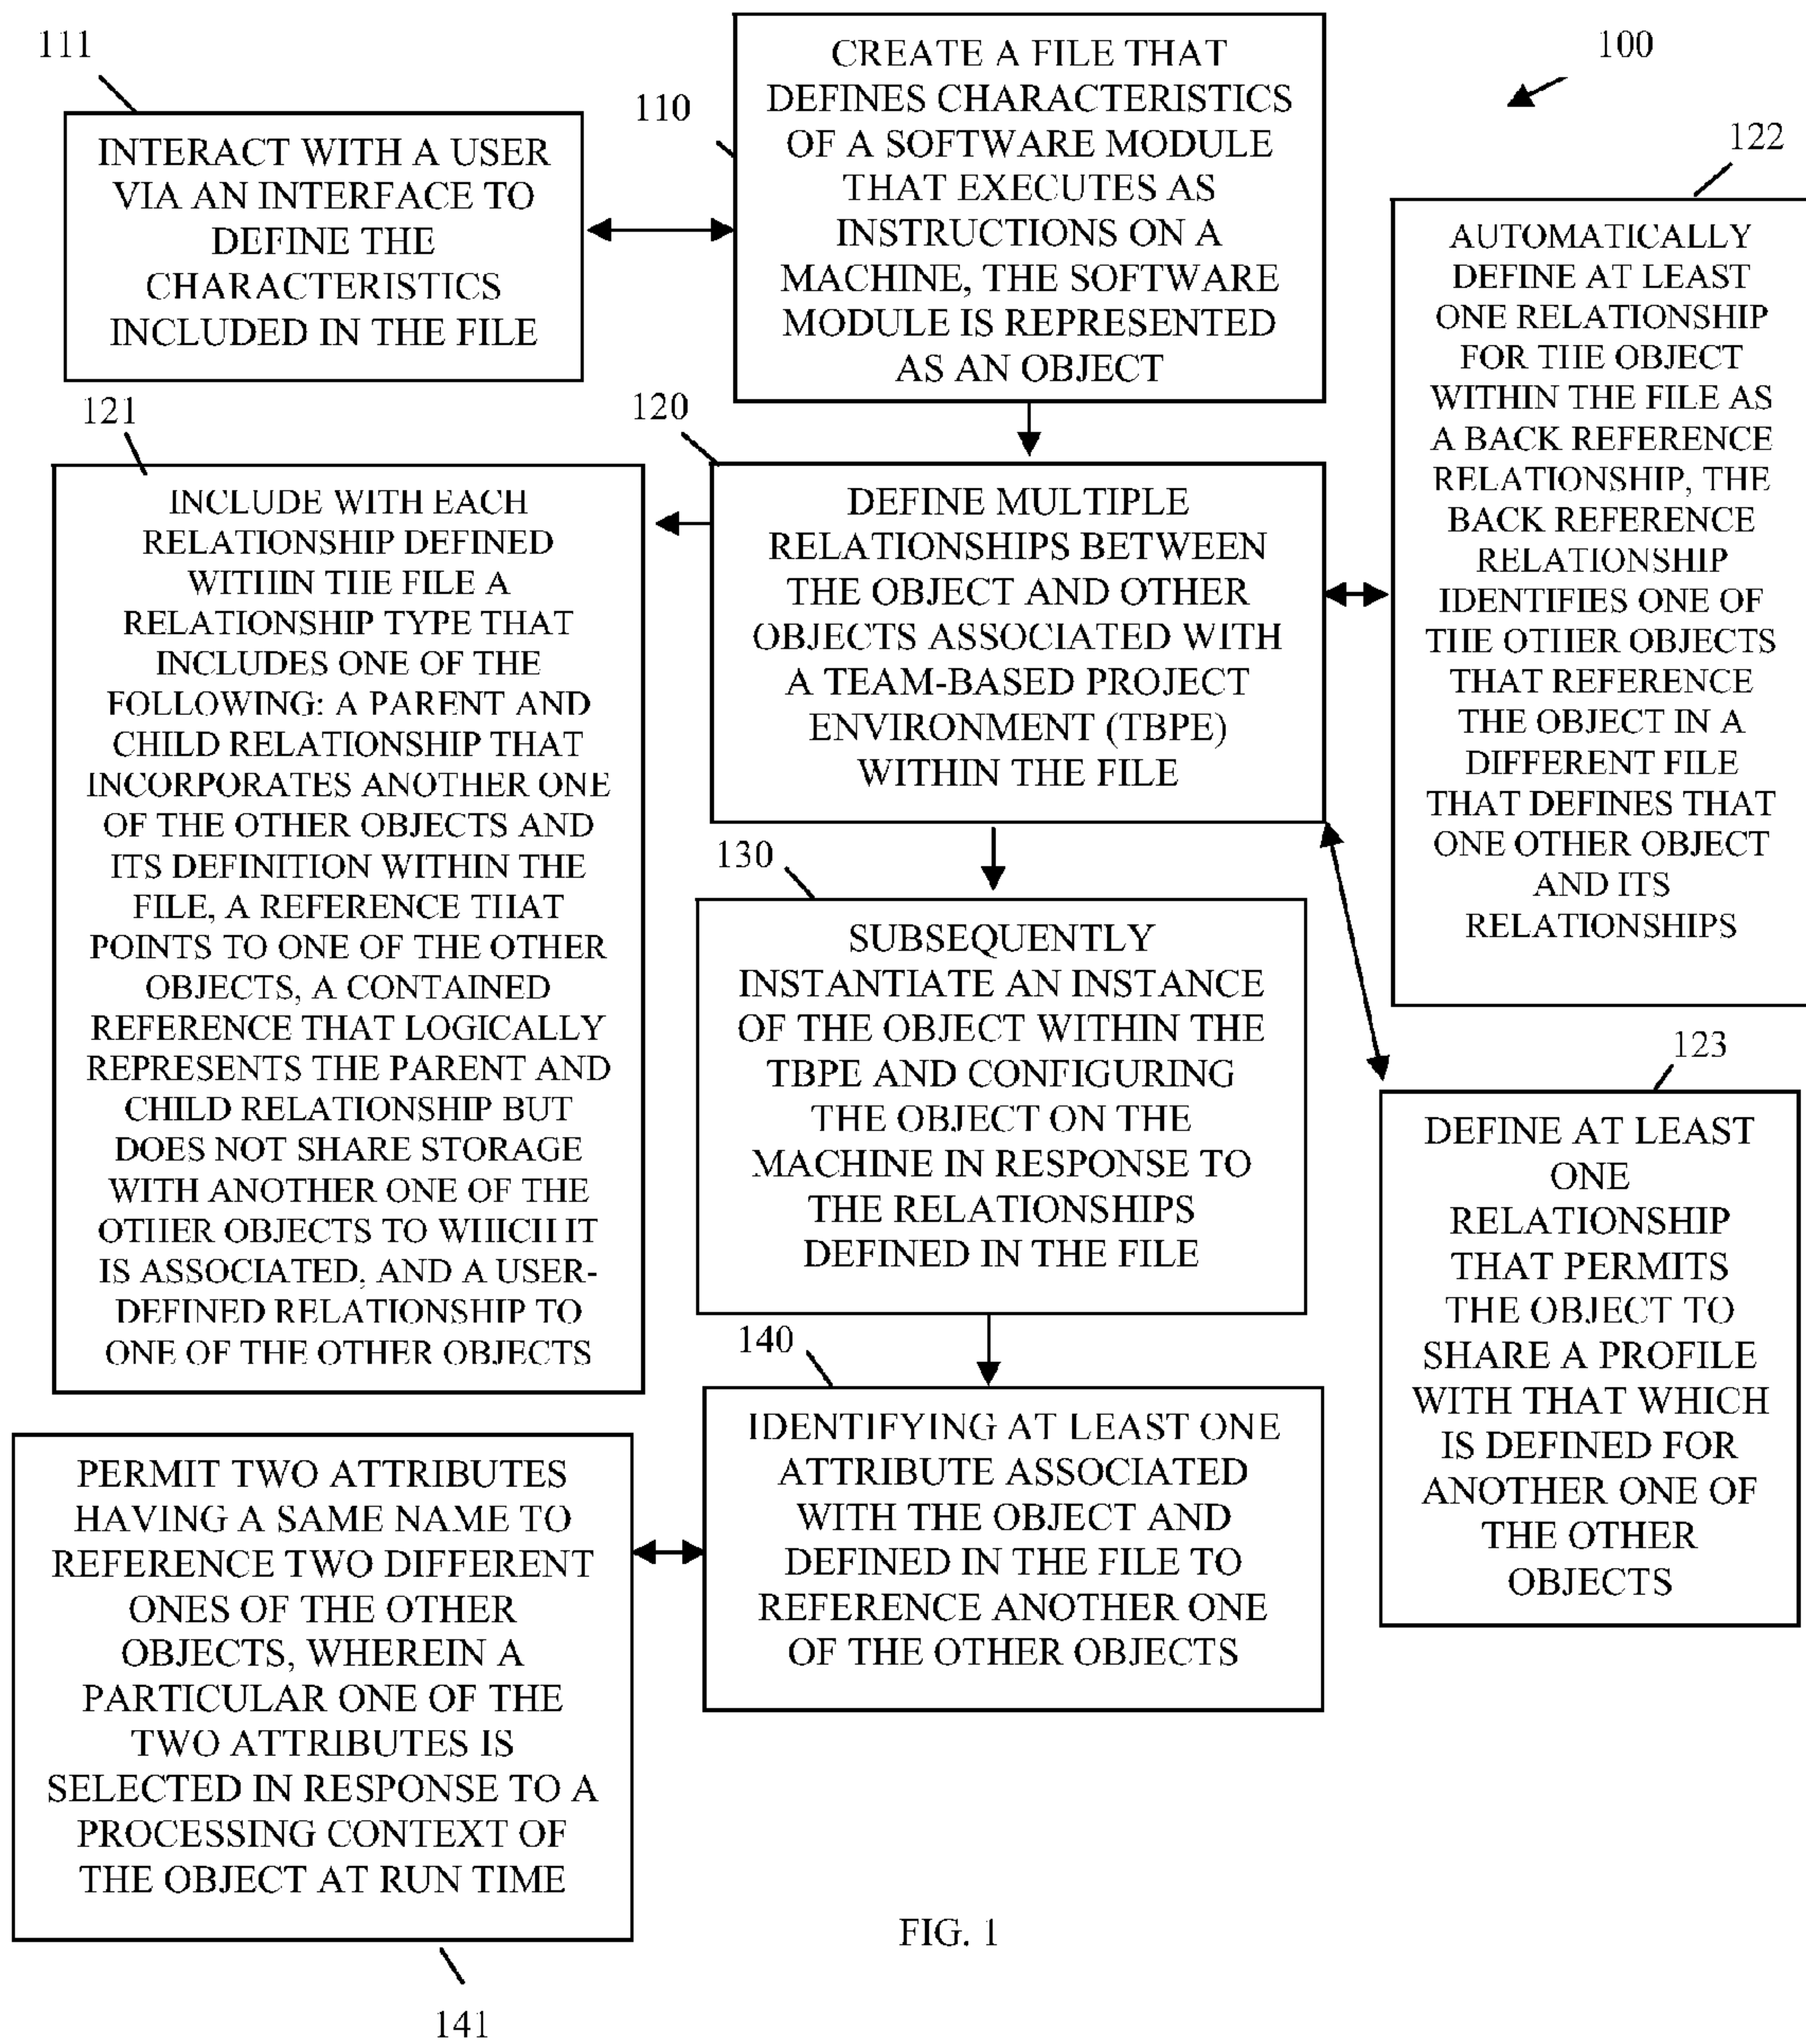 111
INTERACT WITH A USER
VIA AN INTERFACE TO
DEFINE THE
CHARACTERISTICS
INCLUDED IN THE FILE
110
CREATE A FILE THAT
DEFINES CHARACTERISTICS
OF A SOFTWARE MODULE
THAT EXECUTES AS
INSTRUCTIONS ON A
MACHINE, THE SOFTWARE
MODULE IS REPRESENTED
AS AN OBJECT
100
122
AUTOMATICALLY
DEFINE AT LEAST
ONE RELATIONSHIP
FOR THE OBJECT
WITHIN THE FILE AS
A BACK REFERENCE
RELATIONSHIP, THE
BACK REFERENCE
RELATIONSHIP
IDENTIFIES ONE OF
THE OTHER OBJECTS
THAT REFERENCE
THE OBJECT IN A
DIFFERENT FILE
THAT DEFINES THAT
ONE OTHER OBJECT
AND ITS
RELATIONSHIPS
121
INCLUDE WITH EACH
RELATIONSHIP DEFINED
WITHIN THE FILE A
RELATIONSHIP TYPE THAT
INCLUDES ONE OF THE
FOLLOWING: A PARENT AND
CHILD RELATIONSHIP THAT
INCORPORATES ANOTHER ONE
OF THE OTHER OBJECTS AND
ITS DEFINITION WITHIN THE
FILE, A REFERENCE THAT
POINTS TO ONE OF THE OTHER
OBJECTS, A CONTAINED
REFERENCE THAT LOGICALLY
REPRESENTS THE PARENT AND
CHILD RELATIONSHIP BUT
DOES NOT SHARE STORAGE
WITH ANOTHER ONE OF THE
OTHER OBJECTS TO WHICH IT
IS ASSOCIATED, AND A USER-
DEFINED RELATIONSHIP TO
ONE OF THE OTHER OBJECTS
120
DEFINE MULTIPLE
RELATIONSHIPS BETWEEN
THE OBJECT AND OTHER
OBJECTS ASSOCIATED WITH
A TEAM-BASED PROJECT
ENVIRONMENT (TBPE)
WITHIN THE FILE
130
SUBSEQUENTLY
INSTANTIATE AN INSTANCE
OF THE OBJECT WITHIN THE
TBPE AND CONFIGURING
THE OBJECT ON THE
MACHINE IN RESPONSE TO
THE RELATIONSHIPS
DEFINED IN THE FILE
123
DEFINE AT LEAST
ONE
RELATIONSHIP
THAT PERMITS
THE OBJECT TO
SHARE A PROFILE
WITH THAT WHICH
IS DEFINED FOR
ANOTHER ONE OF
THE OTHER
OBJECTS
140
IDENTIFYING AT LEAST ONE
ATTRIBUTE ASSOCIATED
WITH THE OBJECT AND
DEFINED IN THE FILE TO
REFERENCE ANOTHER ONE
OF THE OTHER OBJECTS
PERMIT TWO ATTRIBUTES
HAVING A SAME NAME TO
REFERENCE TWO DIFFERENT
ONES OF THE OTHER
OBJECTS, WHEREIN A
PARTICULAR ONE OF THE
TWO ATTRIBUTES IS
SELECTED IN RESPONSE TO A
PROCESSING CONTEXT OF
THE OBJECT AT RUN TIME
141
FIG. 1